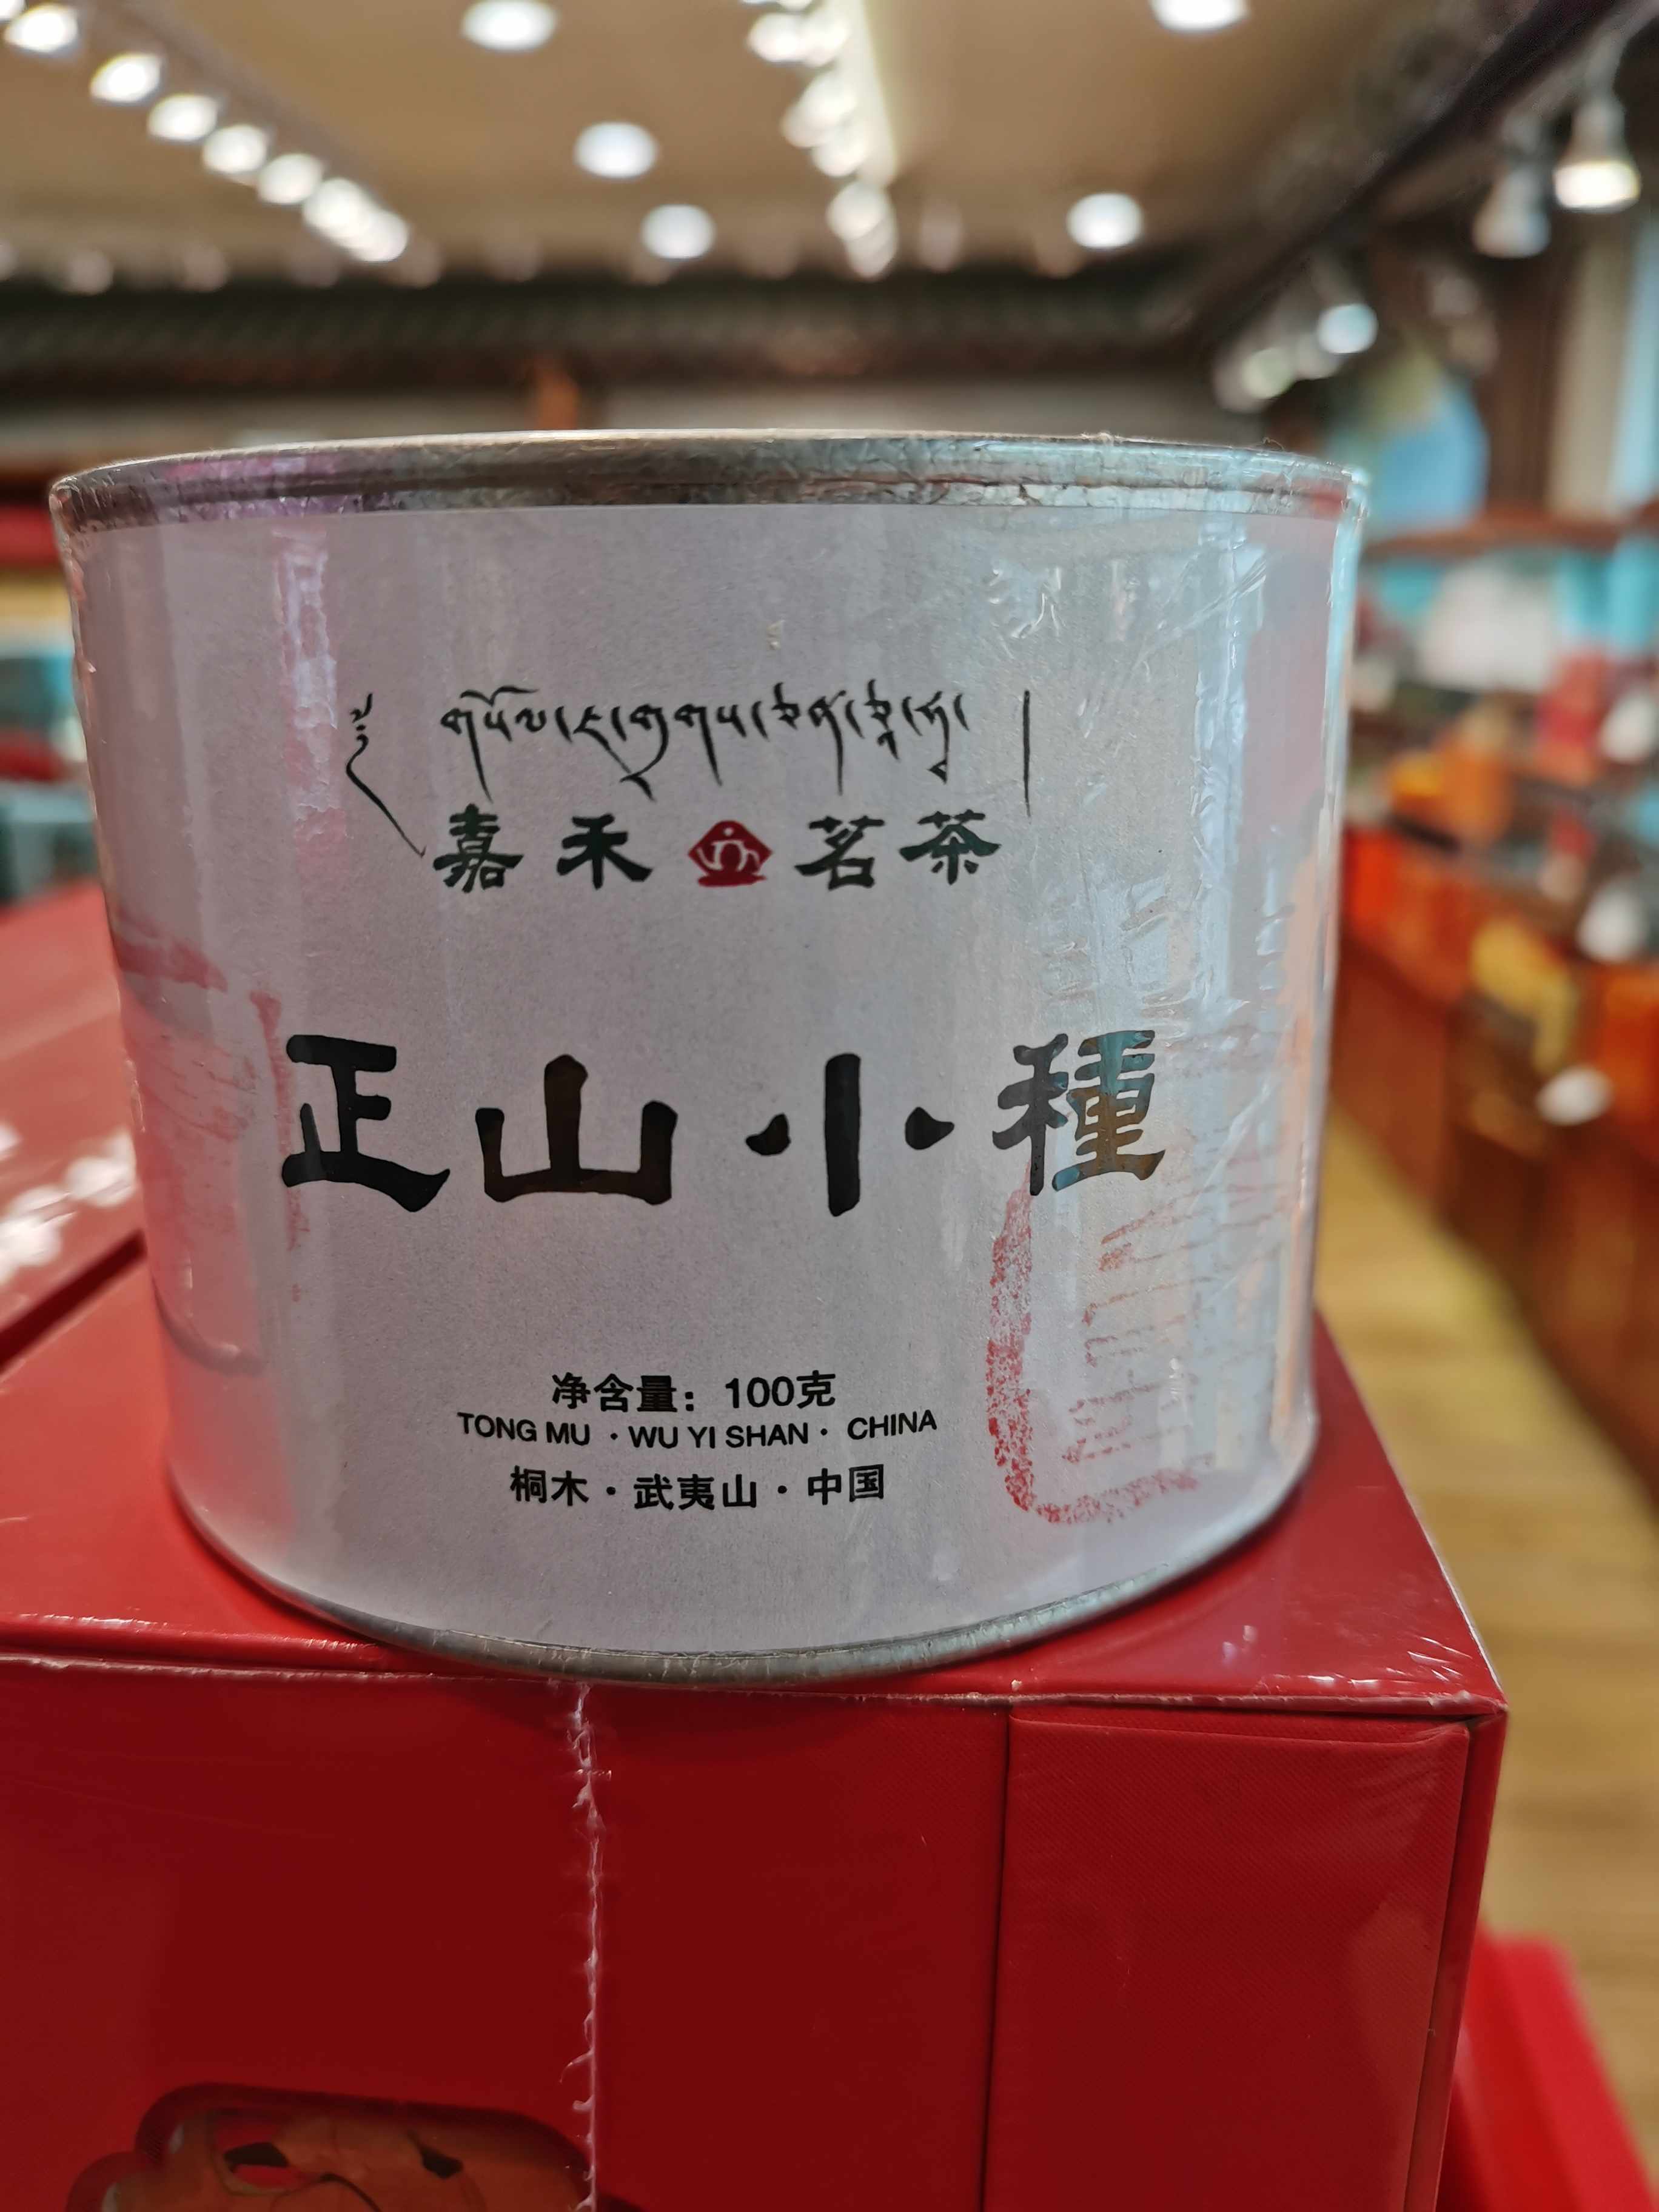 嘉禾茗茶
正山小種
净含量：100克
TONG MU · WU YI SHAN · CHINA
桐木·武夷山·中国